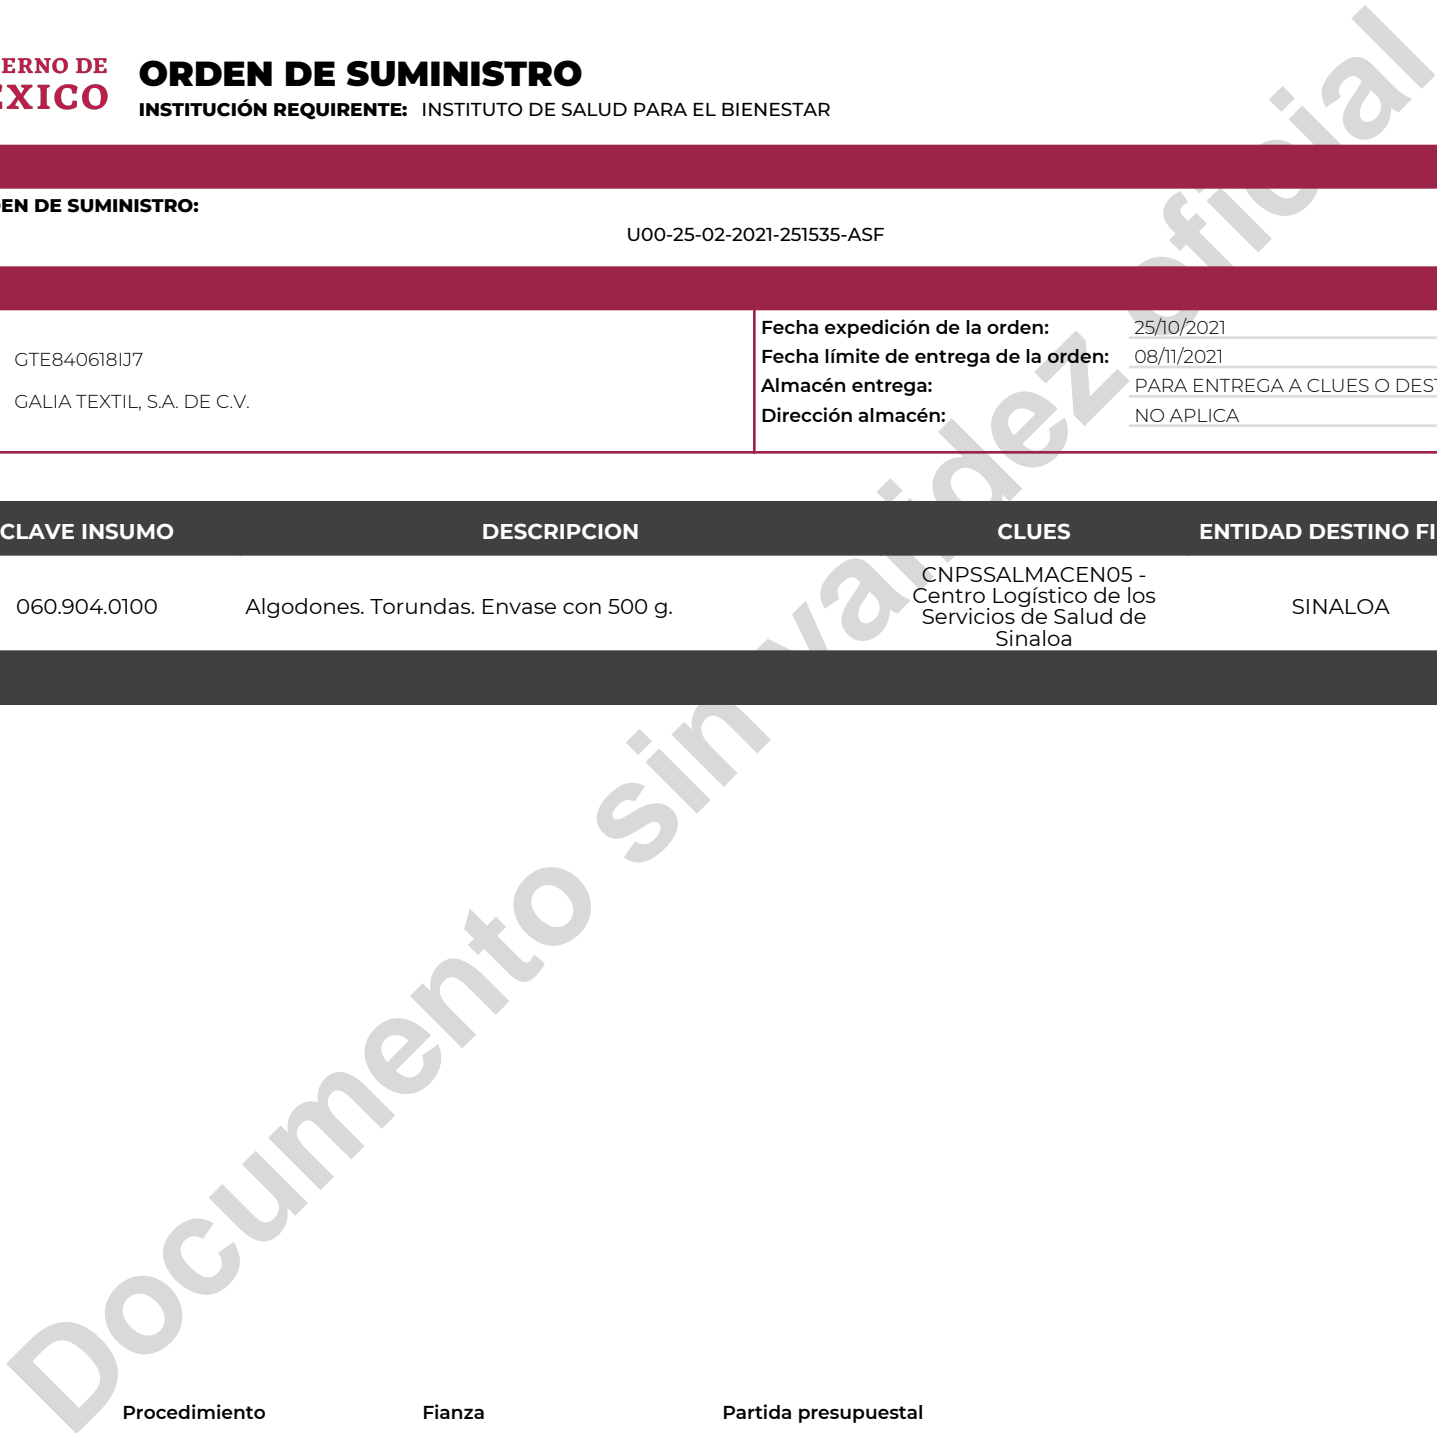 ERNO DE
ÉXICO
ORDEN DE SUMINISTRO
INSTITUCIÓN REQUIRENTE: INSTITUTO DE SALUD PARA EL BIENESTAR
EN DE SUMINISTRO:
U00-25-02-2021-251535-ASF
GTE840618IJ7
GALIA TEXTIL, S.A. DE C.V.
Fecha expedición de la orden: 25/10/2021
Fecha límite de entrega de la orden: 08/11/2021
Almacén entrega: PARA ENTREGA A CLUES O DEST
Dirección almacén: NO APLICA
CLAVE INSUMO DESCRIPCION CLUES ENTIDAD DESTINO FI
060.904.0100 Algodones. Torundas. Envase con 500 g. CNPSSALMACEN05 -
Centro Logístico de los
Servicios de Salud de
Sinaloa
SINALOA
Documento sin validez oficial
Procedimiento Fianza Partida presupuestal